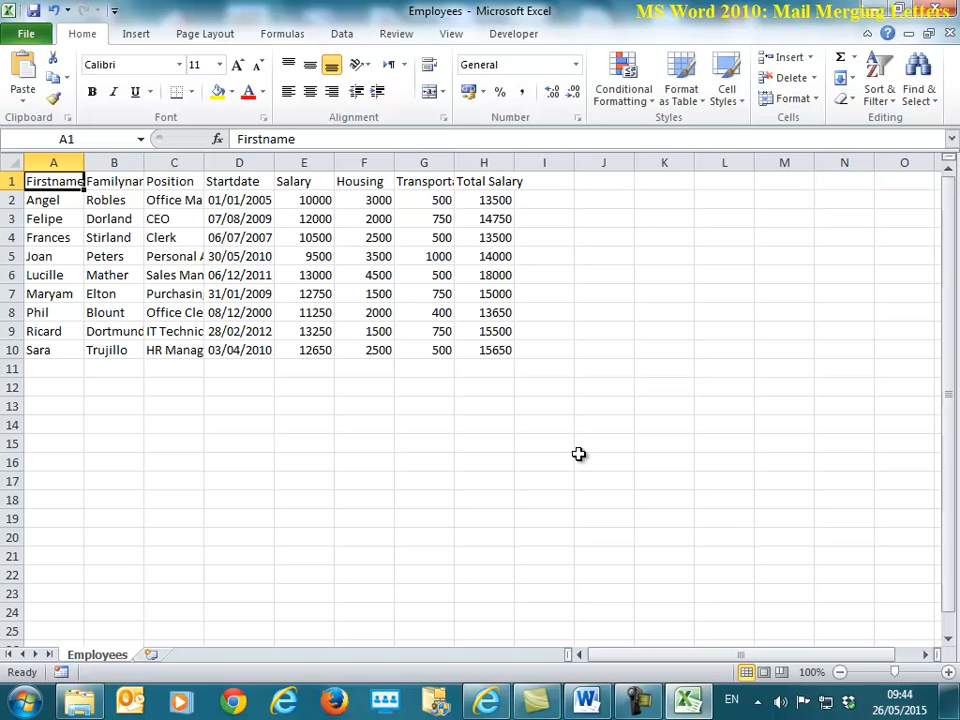 Employees - Microsoft Excel
MS Word 2010: Mail Merging Letters
File Home Insert Page Layout Formulas Data Review View Developer
Calibri 11 General
Paste
B I U
A A
Conditional Formatting
Format as Table
Cell Styles
Insert
Delete
Format
Σ
Sort & Filter
Find & Select
Clipboard Font Alignment Number Styles Cells Editing
A1 fx Firstname
A B C D E F G H I J K L M N O
1 Firstname Familynar Position Startdate Salary Housing Transporta Total Salary
2 Angel Robles Office Ma 01/01/2005 10000 3000 500 13500
3 Felipe Dorland CEO 07/08/2009 12000 2000 750 14750
4 Frances Stirland Clerk 06/07/2007 10500 2500 500 13500
5 Joan Peters Personal A 30/05/2010 9500 3500 1000 14000
6 Lucille Mather Sales Man 06/12/2011 13000 4500 500 18000
7 Maryam Elton Purchasin 31/01/2009 12750 1500 750 15000
8 Phil Blount Office Cle 08/12/2000 11250 2000 400 13650
9 Ricard Dortmund IT Technic 28/02/2012 13250 1500 750 15500
10 Sara Trujillo HR Manag 03/04/2010 12650 2500 500 15650
11
12
13
14
15
16
17
18
19
20
21
22
23
24
25
Employees
Ready 100%
EN 09:44
26/05/2015